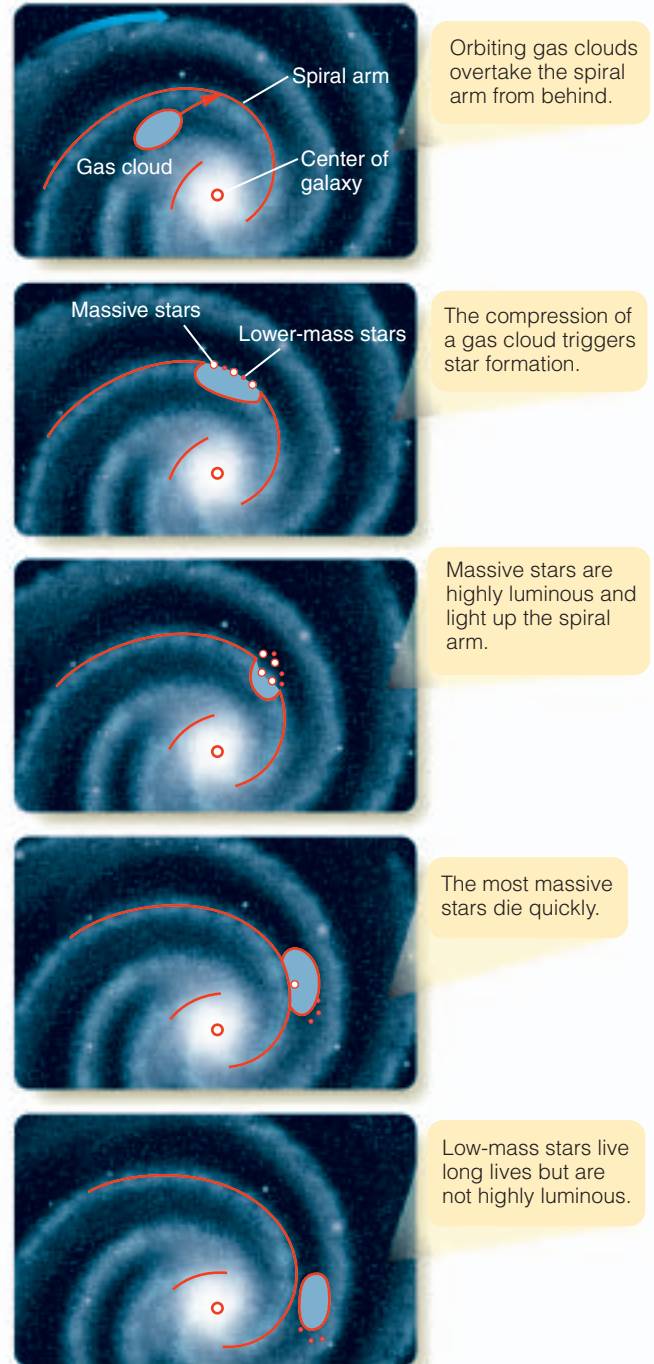 Orbiting gas clouds
overtake the spiral
arm from behind.
Spiral arm
Gas cloud
Center of
galaxy
Massive stars
Lower-mass stars
The compression of
a gas cloud triggers
star formation.
Massive stars are
highly luminous and
light up the spiral
arm.
The most massive
stars die quickly.
Low-mass stars live
long lives but are
not highly luminous.